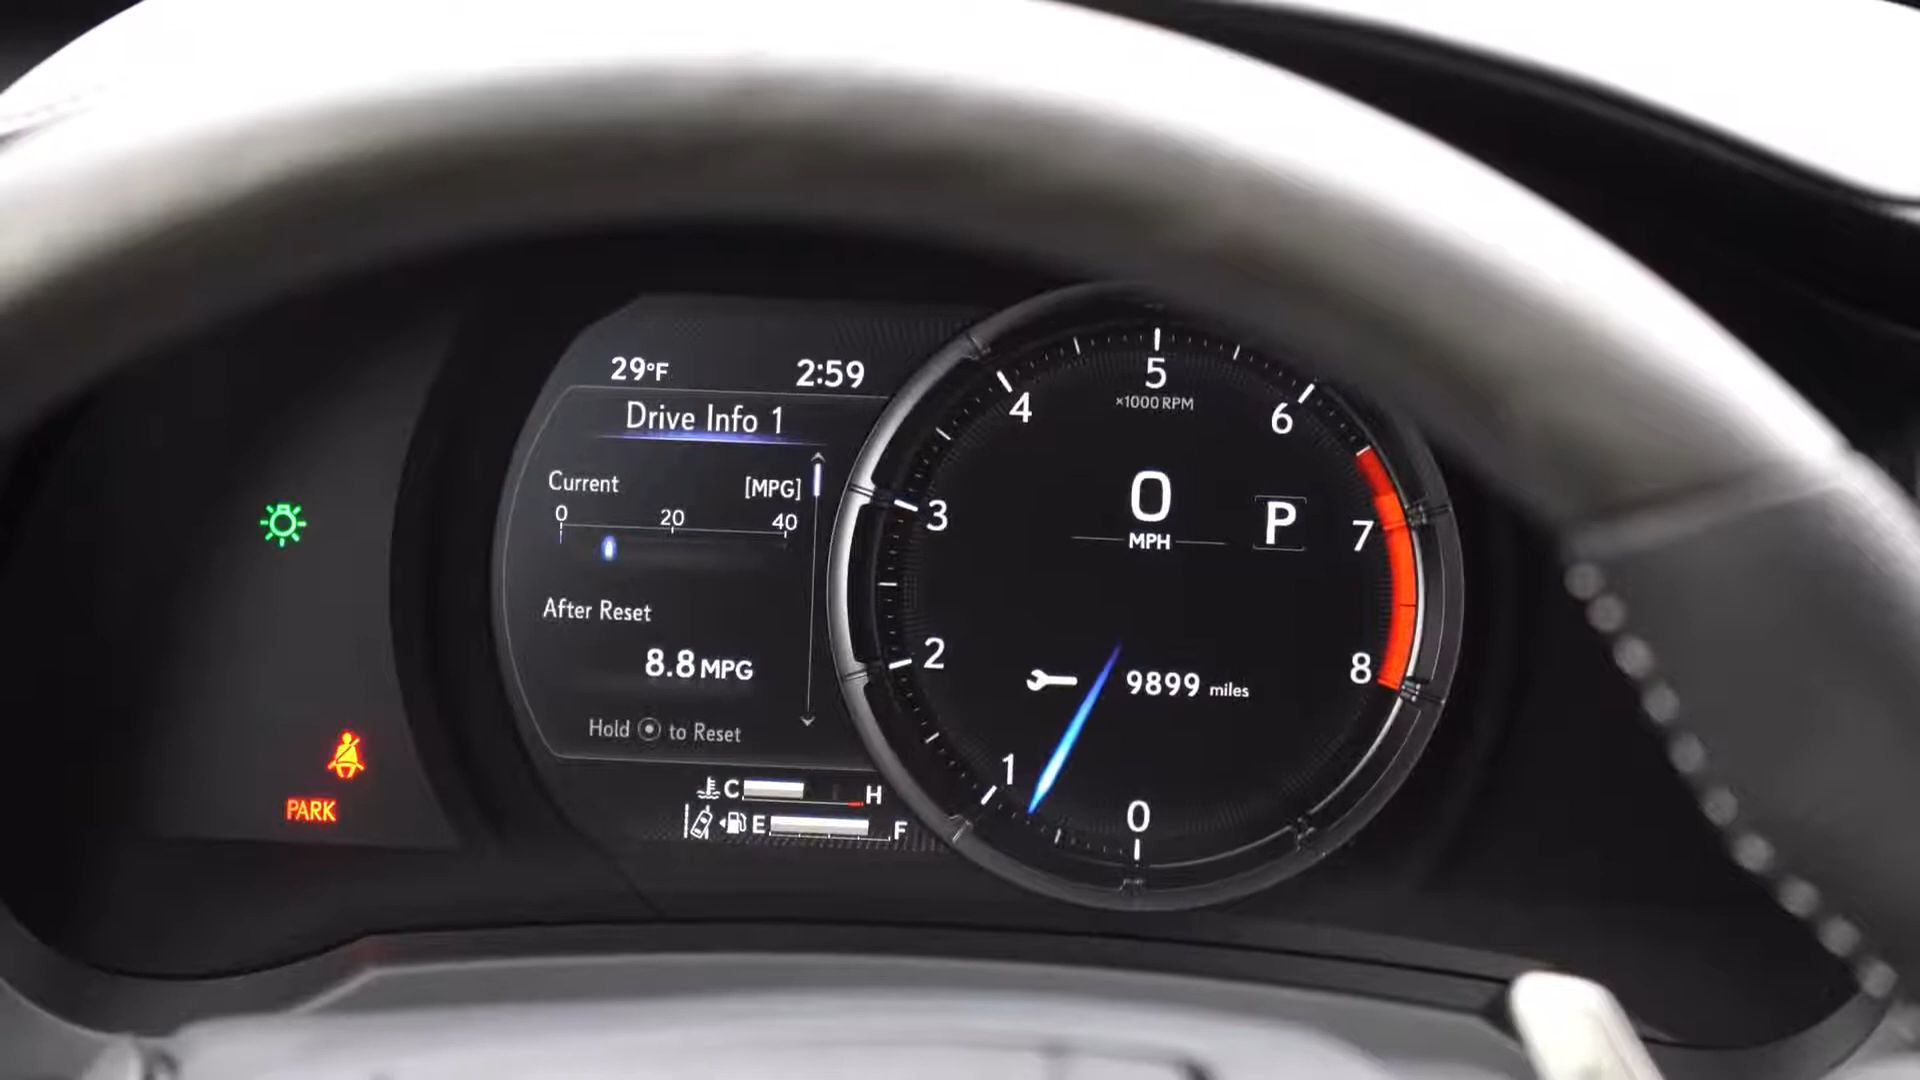 29°F 2:59
Drive Info 1
Current [MPG]
0 20 40
After Reset
8.8 MPG
Hold to Reset
C H
E F
PARK
0
1
2
3
4
5
6
7
8
×1000 RPM
0
MPH
P
9899 miles